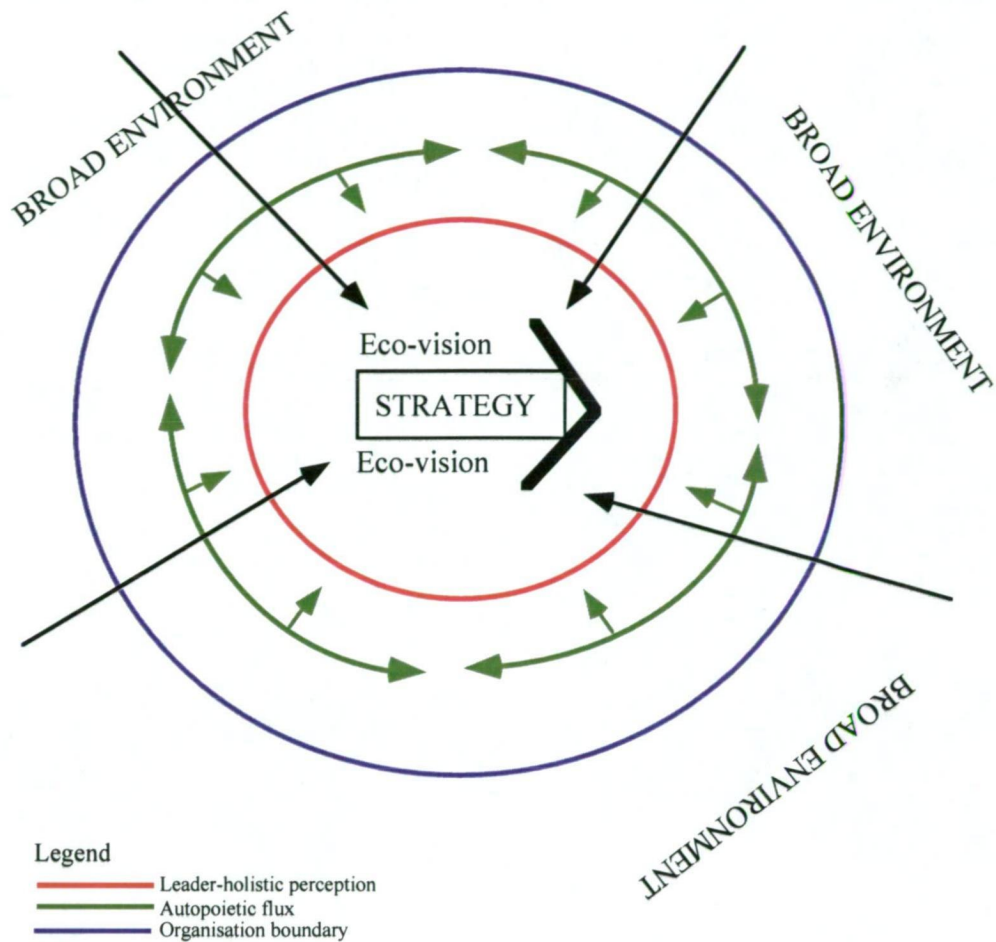 BROAD ENVIRONMENT
BROAD ENVIRONMENT
Eco-vision
STRATEGY
Eco-vision
BROAD ENVIRONMENT
Legend
Leader-holistic perception
Autopoietic flux
Organisation boundary